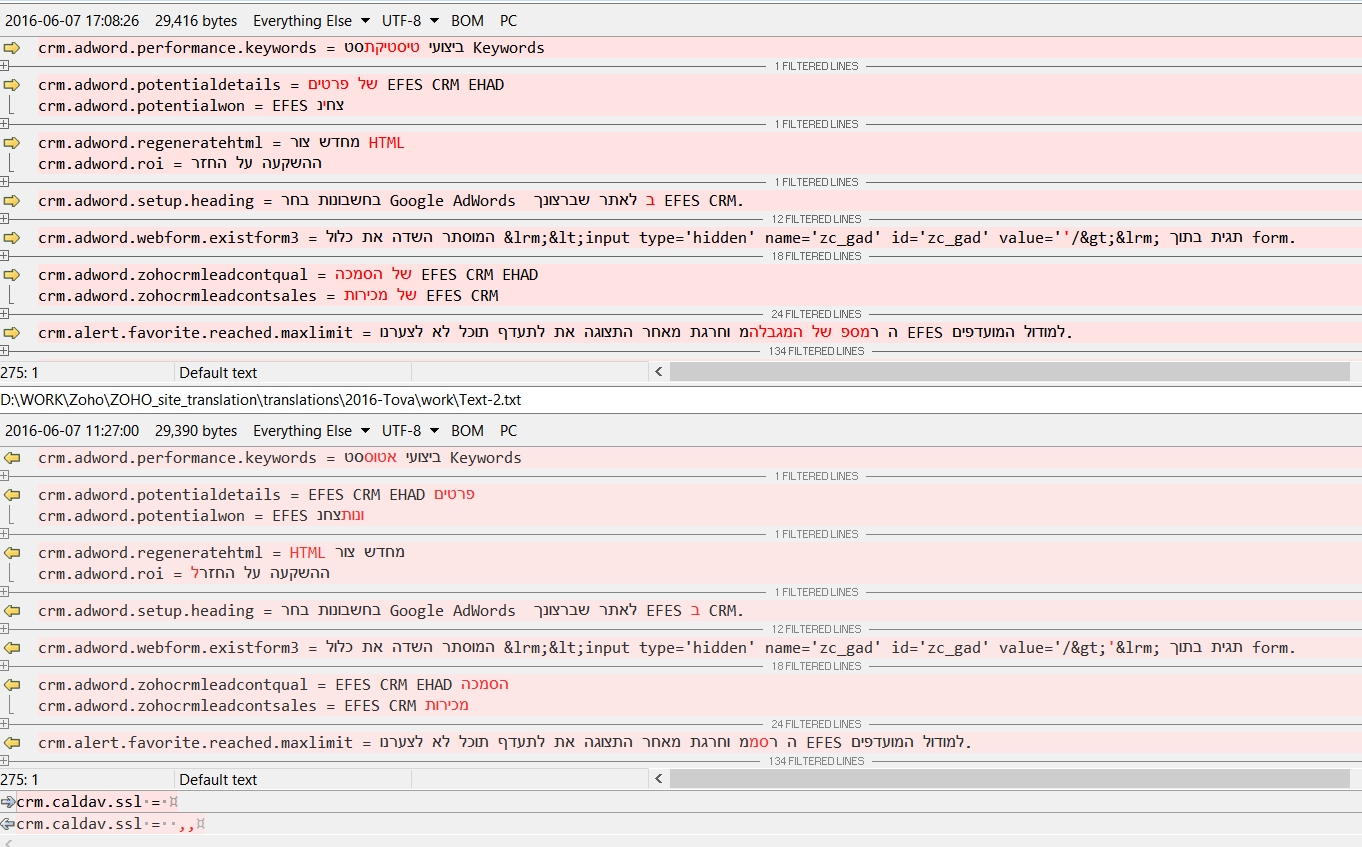 2016-06-07 17:08:26 29,416 bytes Everything Else UTF-8 BOM PC
crm.adword.performance.keywords = טיסטיקתסט ביצועי Keywords
1 FILTERED LINES
crm.adword.potentialdetails = פרטים של EFES CRM EHAD
crm.adword.potentialwon = EFES צחינ
1 FILTERED LINES
crm.adword.regeneratehtml = צור מחדש HTML
crm.adword.roi = החזר על ההשקעה
1 FILTERED LINES
crm.adword.setup.heading = בחר בחשבונות Google AdWords שברצונך לאתר ב EFES CRM.
12 FILTERED LINES
crm.adword.webform.existform3 = כלול את השדה המוסתר &lrm;&lt;input type='hidden' name='zc_gad' id='zc_gad' value=''/&gt;&lrm; בתוך תגית form.
18 FILTERED LINES
crm.adword.zohocrmleadcontqual = הסמכה של EFES CRM EHAD
crm.adword.zohocrmleadcontsales = מכירות של EFES CRM
24 FILTERED LINES
crm.alert.favorite.reached.maxlimit = לצערנו לא תוכל לתעדף את התצוגה מאחר וחרגת המגבלהמ של רמספ ה EFES המועדפים למודול.
134 FILTERED LINES
275: 1 Default text
D:\WORK\Zoho\ZOHO_site_translation\translations\2016-Tova\work\Text-2.txt
2016-06-07 11:27:00 29,390 bytes Everything Else UTF-8 BOM PC
crm.adword.performance.keywords = אטוססט ביצועי Keywords
1 FILTERED LINES
crm.adword.potentialdetails = EFES CRM EHAD פרטים
crm.adword.potentialwon = EFES ונותצחנ
1 FILTERED LINES
crm.adword.regeneratehtml = HTML צור מחדש
crm.adword.roi = החזרל על ההשקעה
1 FILTERED LINES
crm.adword.setup.heading = בחר בחשבונות Google AdWords שברצונך לאתר EFES ב CRM.
12 FILTERED LINES
crm.adword.webform.existform3 = כלול את השדה המוסתר &lrm;&lt;input type='hidden' name='zc_gad' id='zc_gad' value='/&gt;'&lrm; בתוך תגית form.
18 FILTERED LINES
crm.adword.zohocrmleadcontqual = EFES CRM EHAD הסמכה
crm.adword.zohocrmleadcontsales = EFES CRM מכירות
24 FILTERED LINES
crm.alert.favorite.reached.maxlimit = לצערנו לא תוכל לתעדף את התצוגה מאחר וחרגת רסממ ה EFES המועדפים למודול.
134 FILTERED LINES
275: 1 Default text
crm.caldav.ssl·=·¤
crm.caldav.ssl·=··,,¤